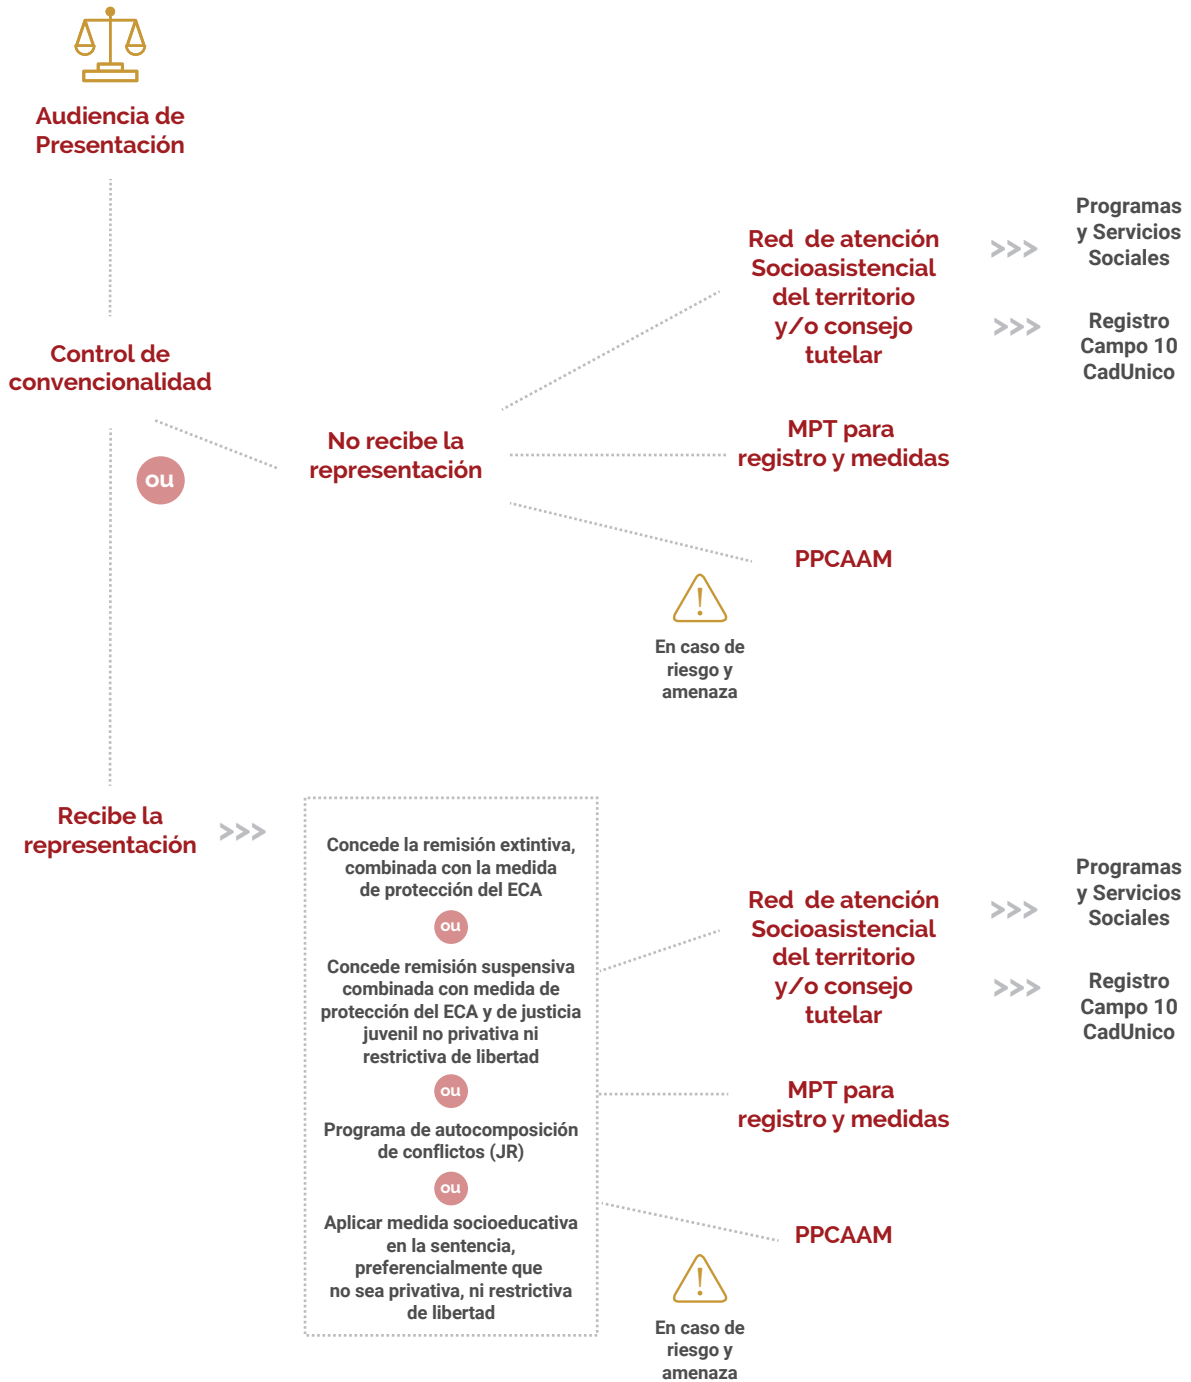 Audiencia de
Presentación
Control de
convencionalidad
ou
No recibe la
representación
Red de atención
Socioasistencial
del territorio
y/o consejo
tutelar
>>>
Programas
y Servicios
Sociales
>>>
Registro
Campo 10
CadUnico
MPT para
registro y medidas
PPCAAM
!
En caso de
riesgo y
amenaza
Recibe la
representación
>>>
Concede la remisión extintiva,
combinada con la medida
de protección del ECA
ou
Concede remisión suspensiva
combinada con medida de
protección del ECA y de justicia
juvenil no privativa ni
restrictiva de libertad
ou
Programa de autocomposición
de conflictos (JR)
ou
Aplicar medida socioeducativa
en la sentencia,
preferencialmente que
no sea privativa, ni restrictiva
de libertad
Red de atención
Socioasistencial
del territorio
y/o consejo
tutelar
>>>
Programas
y Servicios
Sociales
>>>
Registro
Campo 10
CadUnico
MPT para
registro y medidas
PPCAAM
!
En caso de
riesgo y
amenaza